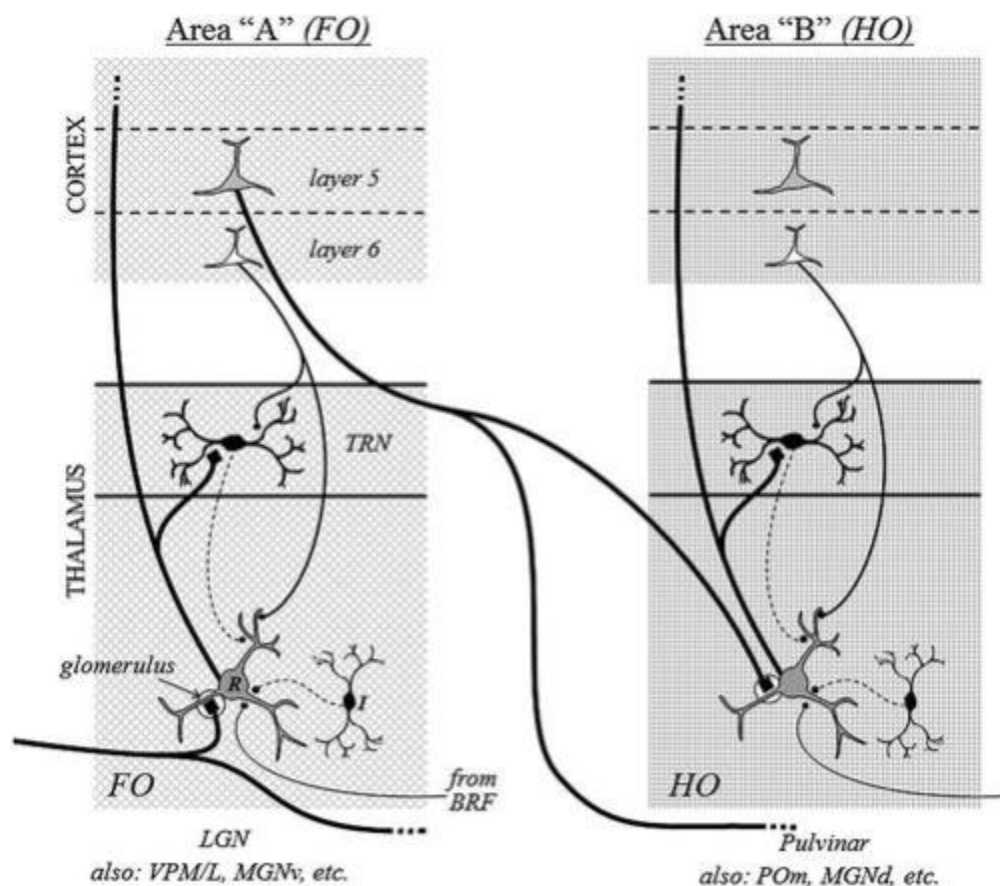 Area “A” (FO)
Area “B” (HO)
CORTEX
layer 5
layer 6
THALAMUS
TRN
glomerulus
R
I
FO
from
BRF
HO
LGN
also: VPM/L, MGNv, etc.
Pulvinar
also: POm, MGNd, etc.